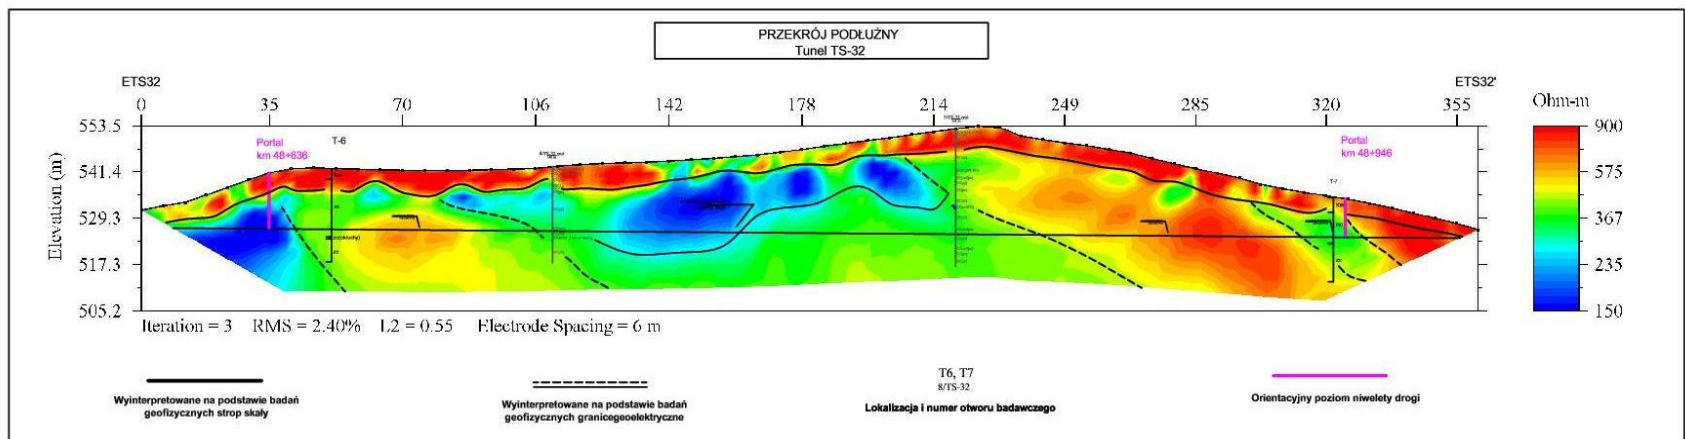 PRZEKRÓJ PODŁUŻNY
Tunel TS-32
ETS32
ETS32'
0 35 70 106 142 178 214 249 285 320 355
Ohm-m
553.5
541.4
529.3
517.3
505.2
Elevation (m)
Portal
km 48+636
T-6
Portal
km 48+946
T-7
900
575
367
235
150
Iteration = 3 RMS = 2.40% L2 = 0.55 Electrode Spacing = 6 m
Wyinterpretowane na podstawie badań
geofizycznych strop skały
Wyinterpretowane na podstawie badań
geofizycznych granicegeoelektryczne
T6, T7
8/TS-32
Lokalizacja i numer otworu badawczego
Orientacyjny poziom niwelety drogi